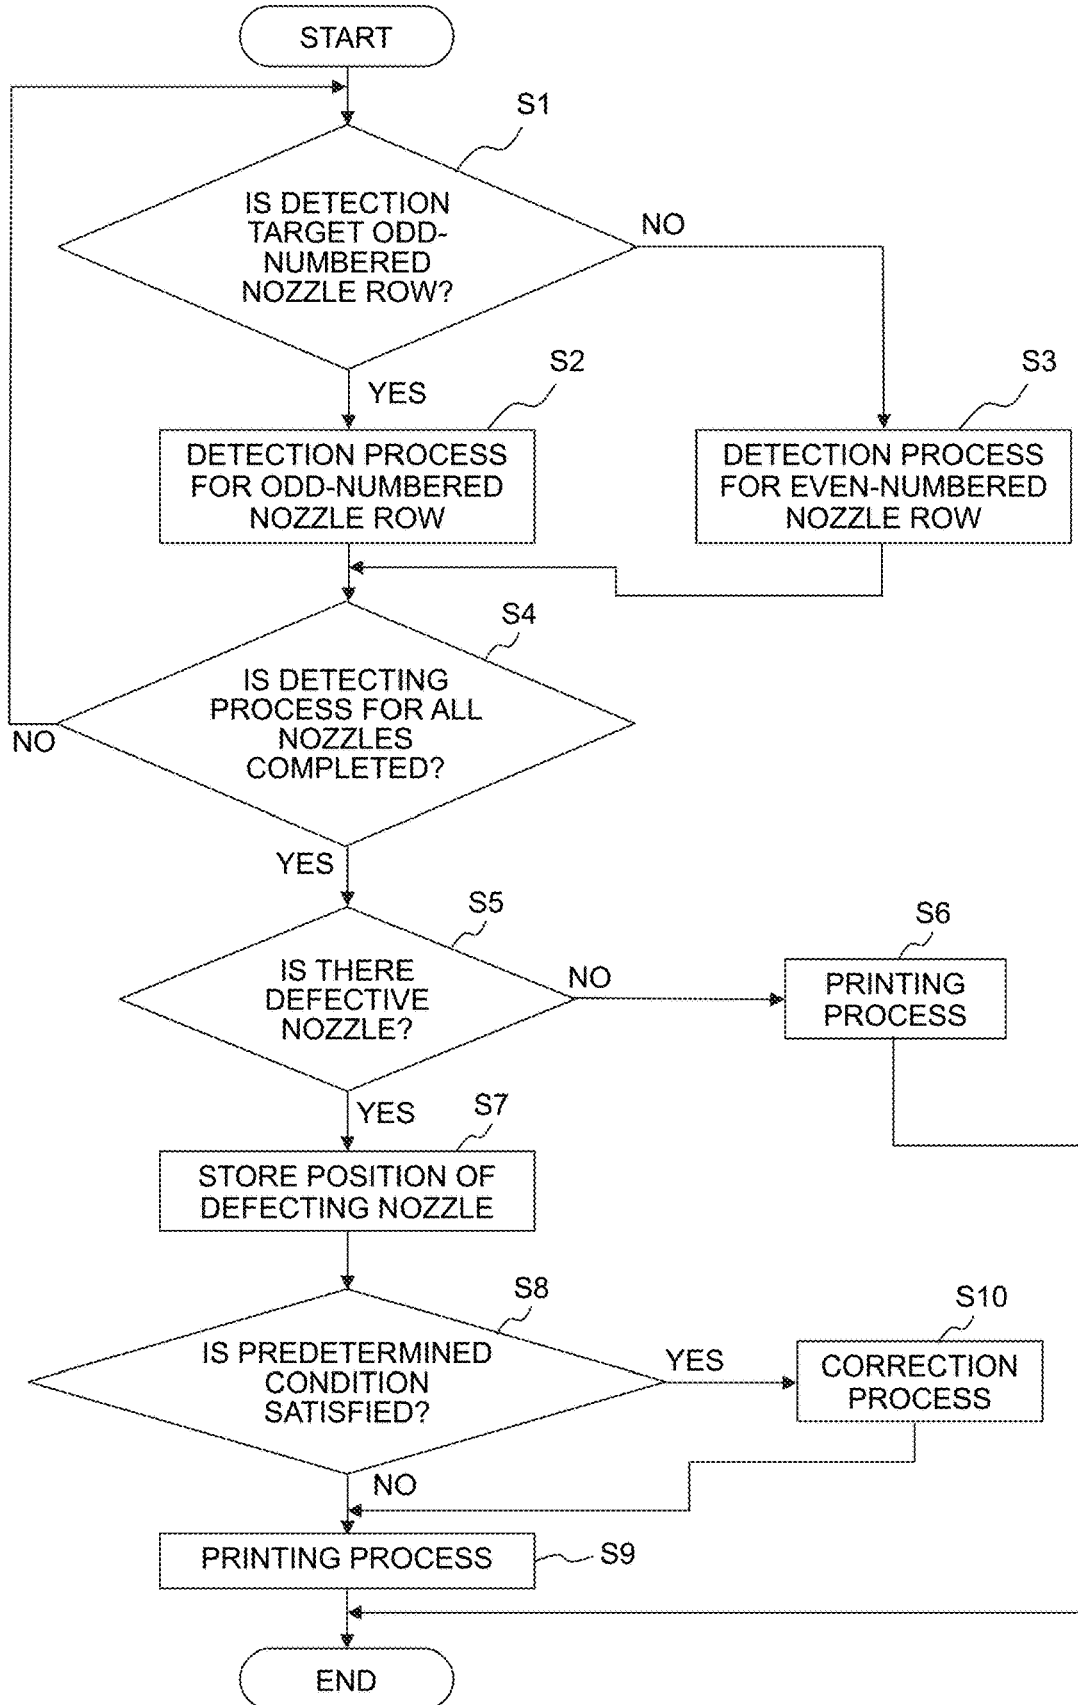 START
S1
IS DETECTION
TARGET ODD-
NUMBERED
NOZZLE ROW?
NO
YES
S2
S3
DETECTION PROCESS
FOR ODD-NUMBERED
NOZZLE ROW
DETECTION PROCESS
FOR EVEN-NUMBERED
NOZZLE ROW
S4
IS DETECTING
PROCESS FOR ALL
NOZZLES
COMPLETED?
NO
YES
S5
IS THERE
DEFECTIVE
NOZZLE?
NO
S6
PRINTING
PROCESS
YES
S7
STORE POSITION OF
DEFECTING NOZZLE
S8
IS PREDETERMINED
CONDITION
SATISFIED?
YES
S10
CORRECTION
PROCESS
NO
PRINTING PROCESS
S9
END